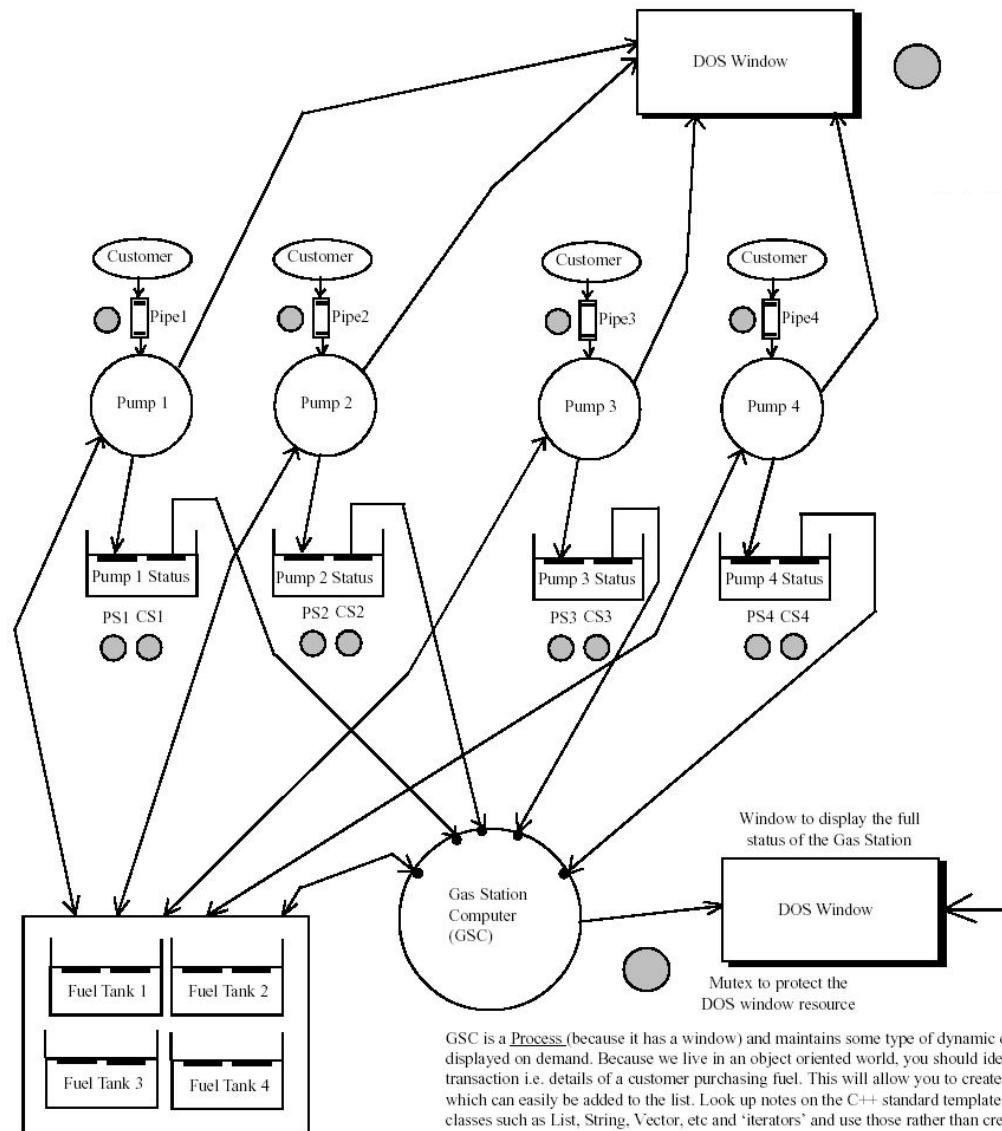 DOS Window
Customer
Customer
Customer
Customer
Pipe1
Pipe2
Pipe3
Pipe4
Pump 1
Pump 2
Pump 3
Pump 4
Pump 1 Status
Pump 2 Status
Pump 3 Status
Pump 4 Status
PS1 CS1
PS2 CS2
PS3 CS3
PS4 CS4
Window to display the full
status of the Gas Station
Gas Station
Computer
(GSC)
DOS Window
Fuel Tank 1
Fuel Tank 2
Fuel Tank 3
Fuel Tank 4
Mutex to protect the
DOS window resource
GSC is a Process (because it has a window) and maintains some type of dynamic
displayed on demand. Because we live in an object oriented world, you should
transaction i.e. details of a customer purchasing fuel. This will allow you to create
which can easily be added to the list. Look up notes on the C++ standard templates
classes such as List, String, Vector, etc and ‘iterators’ and use those rather than